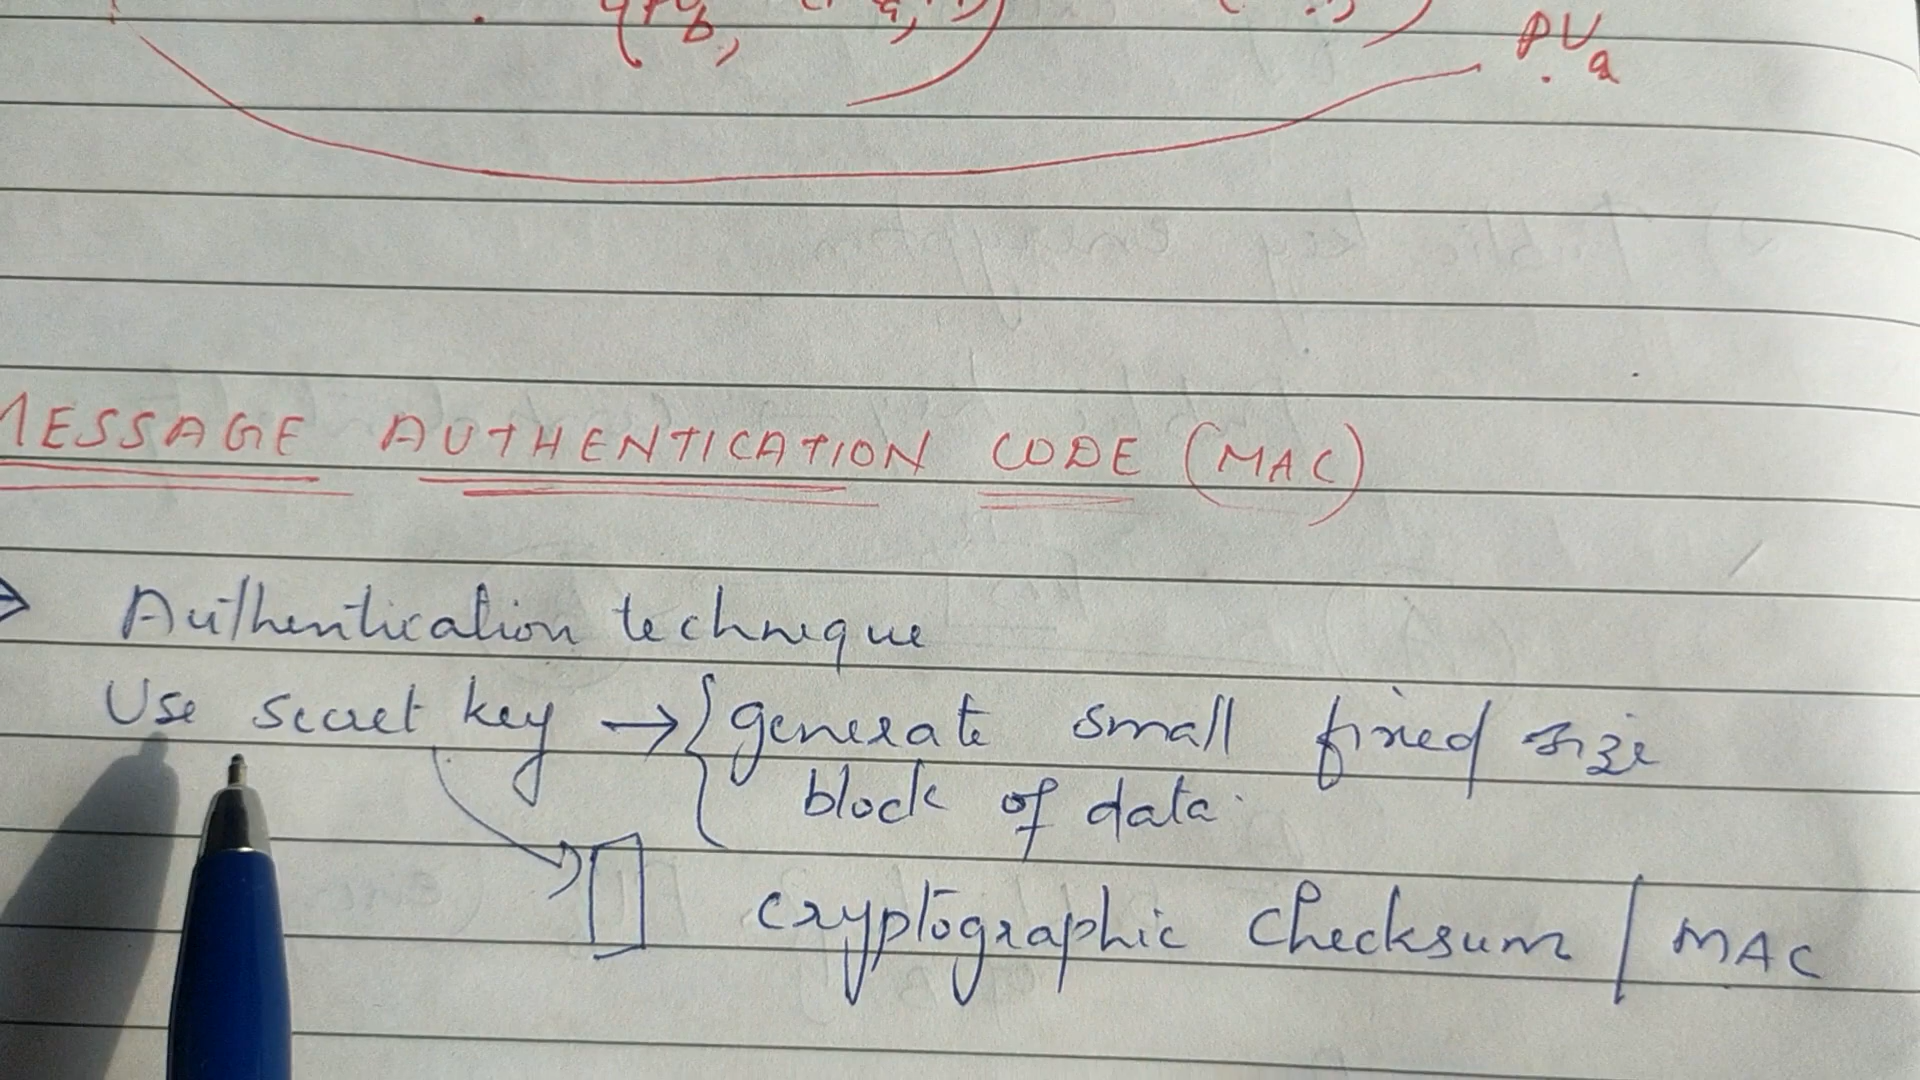 PUa
MESSAGE AUTHENTICATION CODE (MAC)
Authentication technique
Use secret key → { generate small fixed size
block of data.
Cryptographic Checksum / MAC